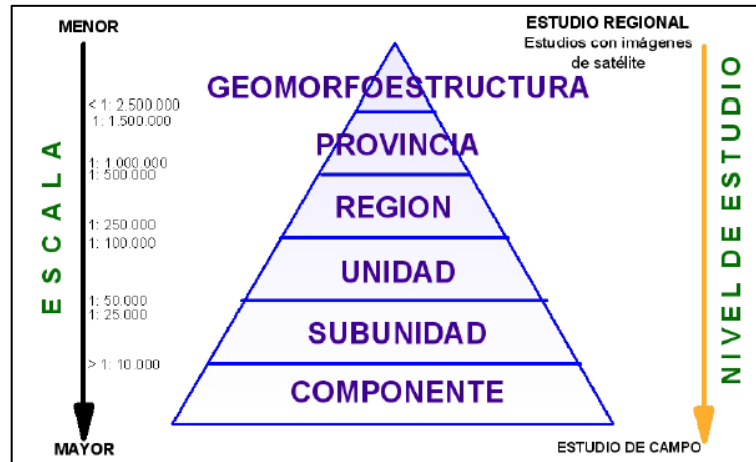 MENOR
ESCALA
< 1: 2.500.000
1: 1.500.000
1: 1.000.000
1: 500.000
1: 250.000
1: 100.000
1: 50.000
1: 25.000
> 1: 10.000
MAYOR
GEOMORFOESTRUCTURA
PROVINCIA
REGION
UNIDAD
SUBUNIDAD
COMPONENTE
ESTUDIO REGIONAL
Estudios con imágenes
de satélite
NIVEL DE ESTUDIO
ESTUDIO DE CAMPO